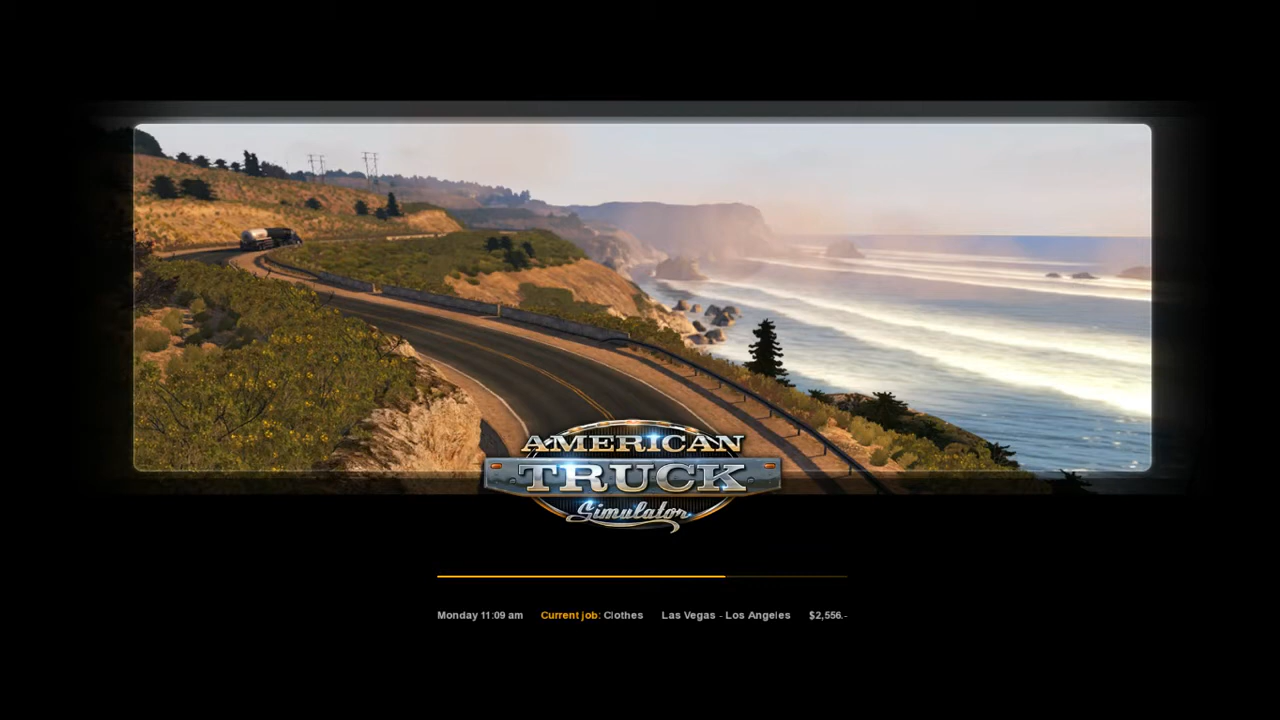 AMERICAN
TRUCK
Simulator
Monday 11:09 am Current job: Clothes Las Vegas - Los Angeles $2,556.-